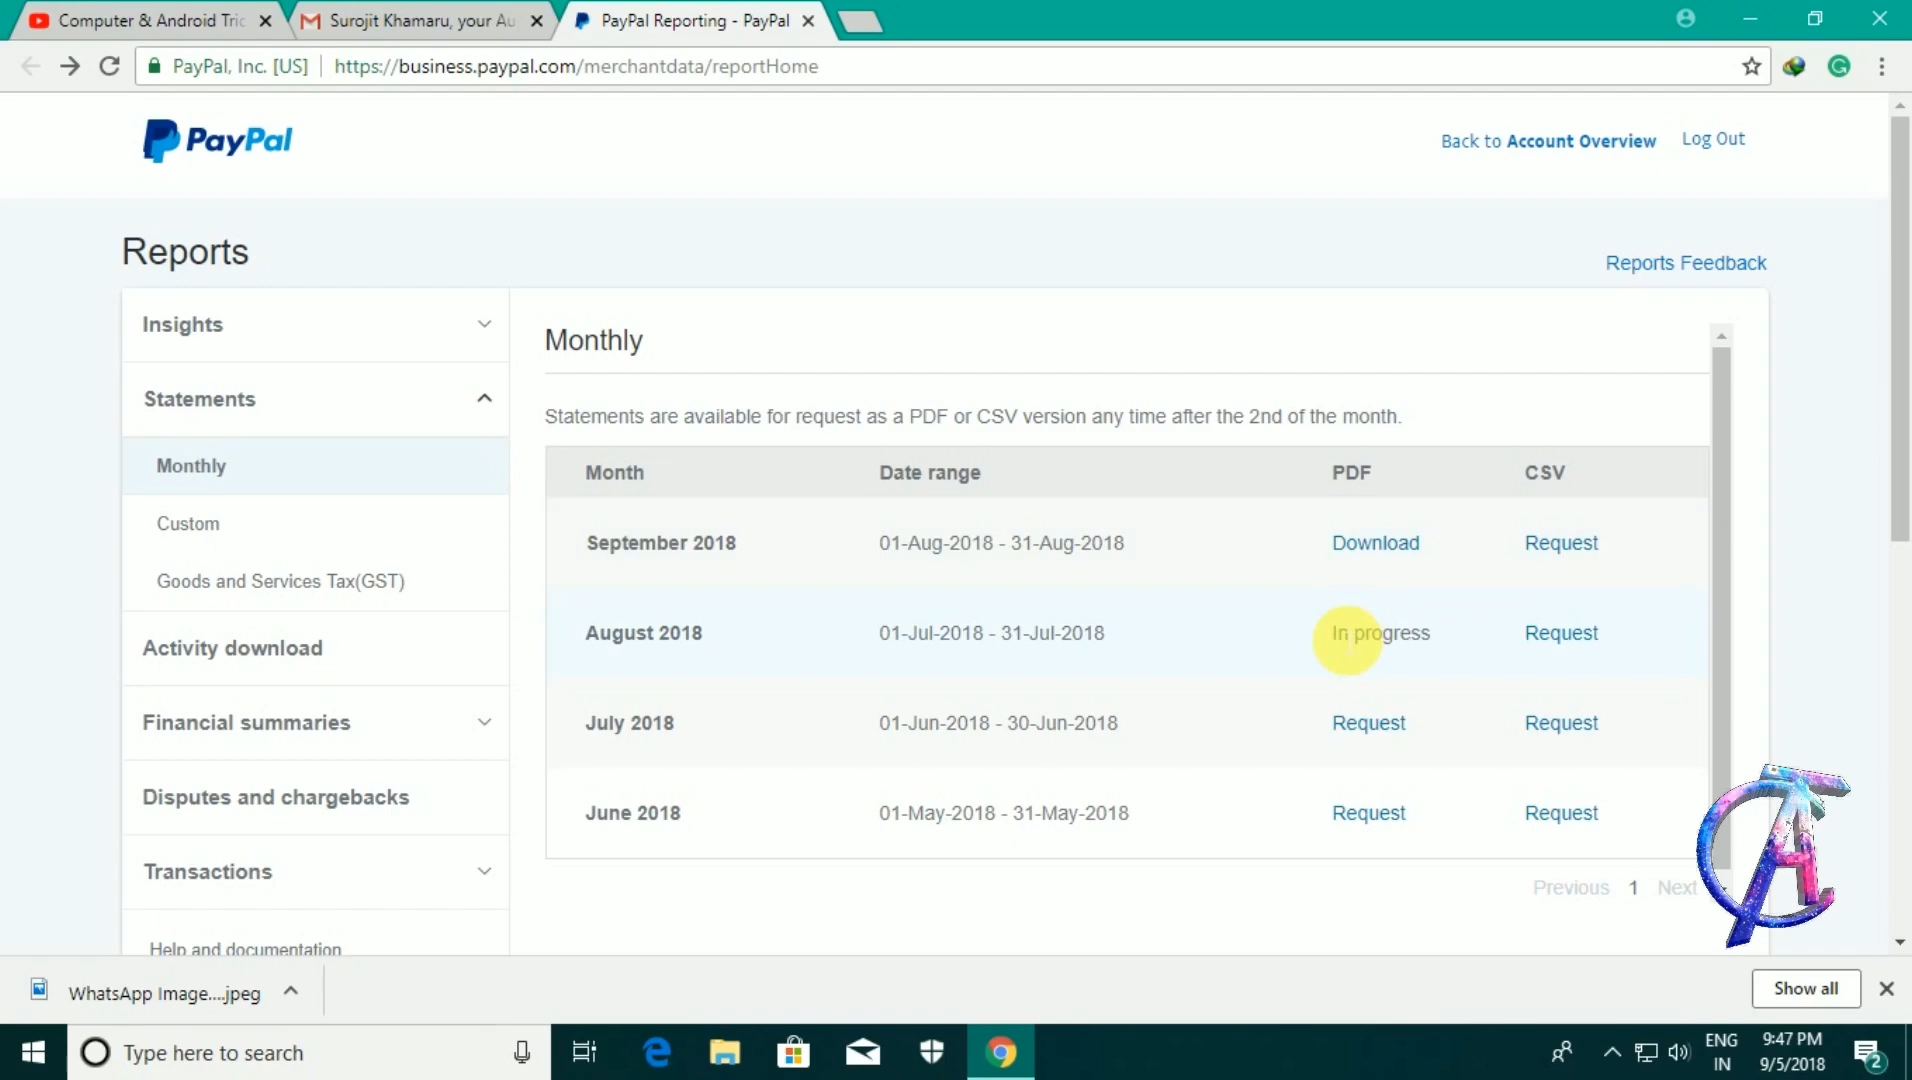 Computer & Android Tric
Surojit Khamaru, your Au
PayPal Reporting - PayPal
PayPal, Inc. [US]
https://business.paypal.com/merchantdata/reportHome
PayPal
Back to Account Overview
Log Out
Reports
Reports Feedback
Insights
Statements
Monthly
Custom
Goods and Services Tax(GST)
Activity download
Financial summaries
Disputes and chargebacks
Transactions
Help and documentation
Monthly
Statements are available for request as a PDF or CSV version any time after the 2nd of the month.
Month Date range PDF CSV
September 2018 01-Aug-2018 - 31-Aug-2018 Download Request
August 2018 01-Jul-2018 - 31-Jul-2018 In progress Request
July 2018 01-Jun-2018 - 30-Jun-2018 Request Request
June 2018 01-May-2018 - 31-May-2018 Request Request
Previous 1 Next
WhatsApp Image....jpeg
Show all
Type here to search
ENG
IN
9:47 PM
9/5/2018
2